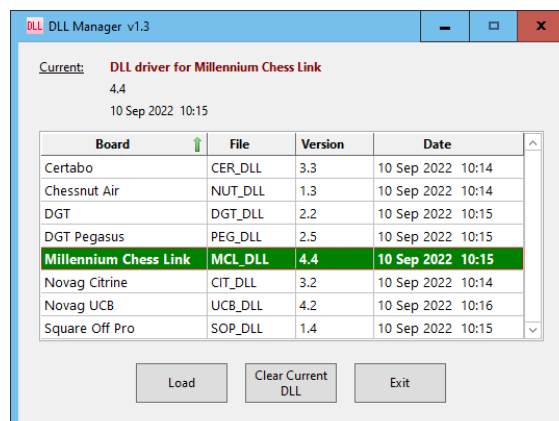 DLL DLL Manager v1.3
Current: DLL driver for Millennium Chess Link
4.4
10 Sep 2022 10:15
Board File Version Date
Certabo CER_DLL 3.3 10 Sep 2022 10:14
Chessnut Air NUT_DLL 1.3 10 Sep 2022 10:14
DGT DGT_DLL 2.2 10 Sep 2022 10:15
DGT Pegasus PEG_DLL 2.5 10 Sep 2022 10:15
Millennium Chess Link MCL_DLL 4.4 10 Sep 2022 10:15
Novag Citrine CIT_DLL 3.2 10 Sep 2022 10:14
Novag UCB UCB_DLL 4.2 10 Sep 2022 10:16
Square Off Pro SOP_DLL 1.4 10 Sep 2022 10:15
Load Clear Current DLL Exit